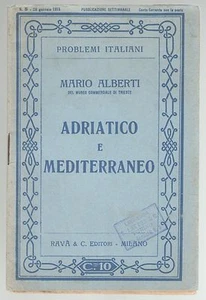 PUBBLICAZIONE SETTIMANALE
PROBLEMI ITALIANI
MARIO ALBERTI
DEL MUSEO COMMERCIALE DI TRIESTE
ADRIATICO
E
MEDITERRANEO
RAVÀ & C. EDITORI - MILANO
C. 10